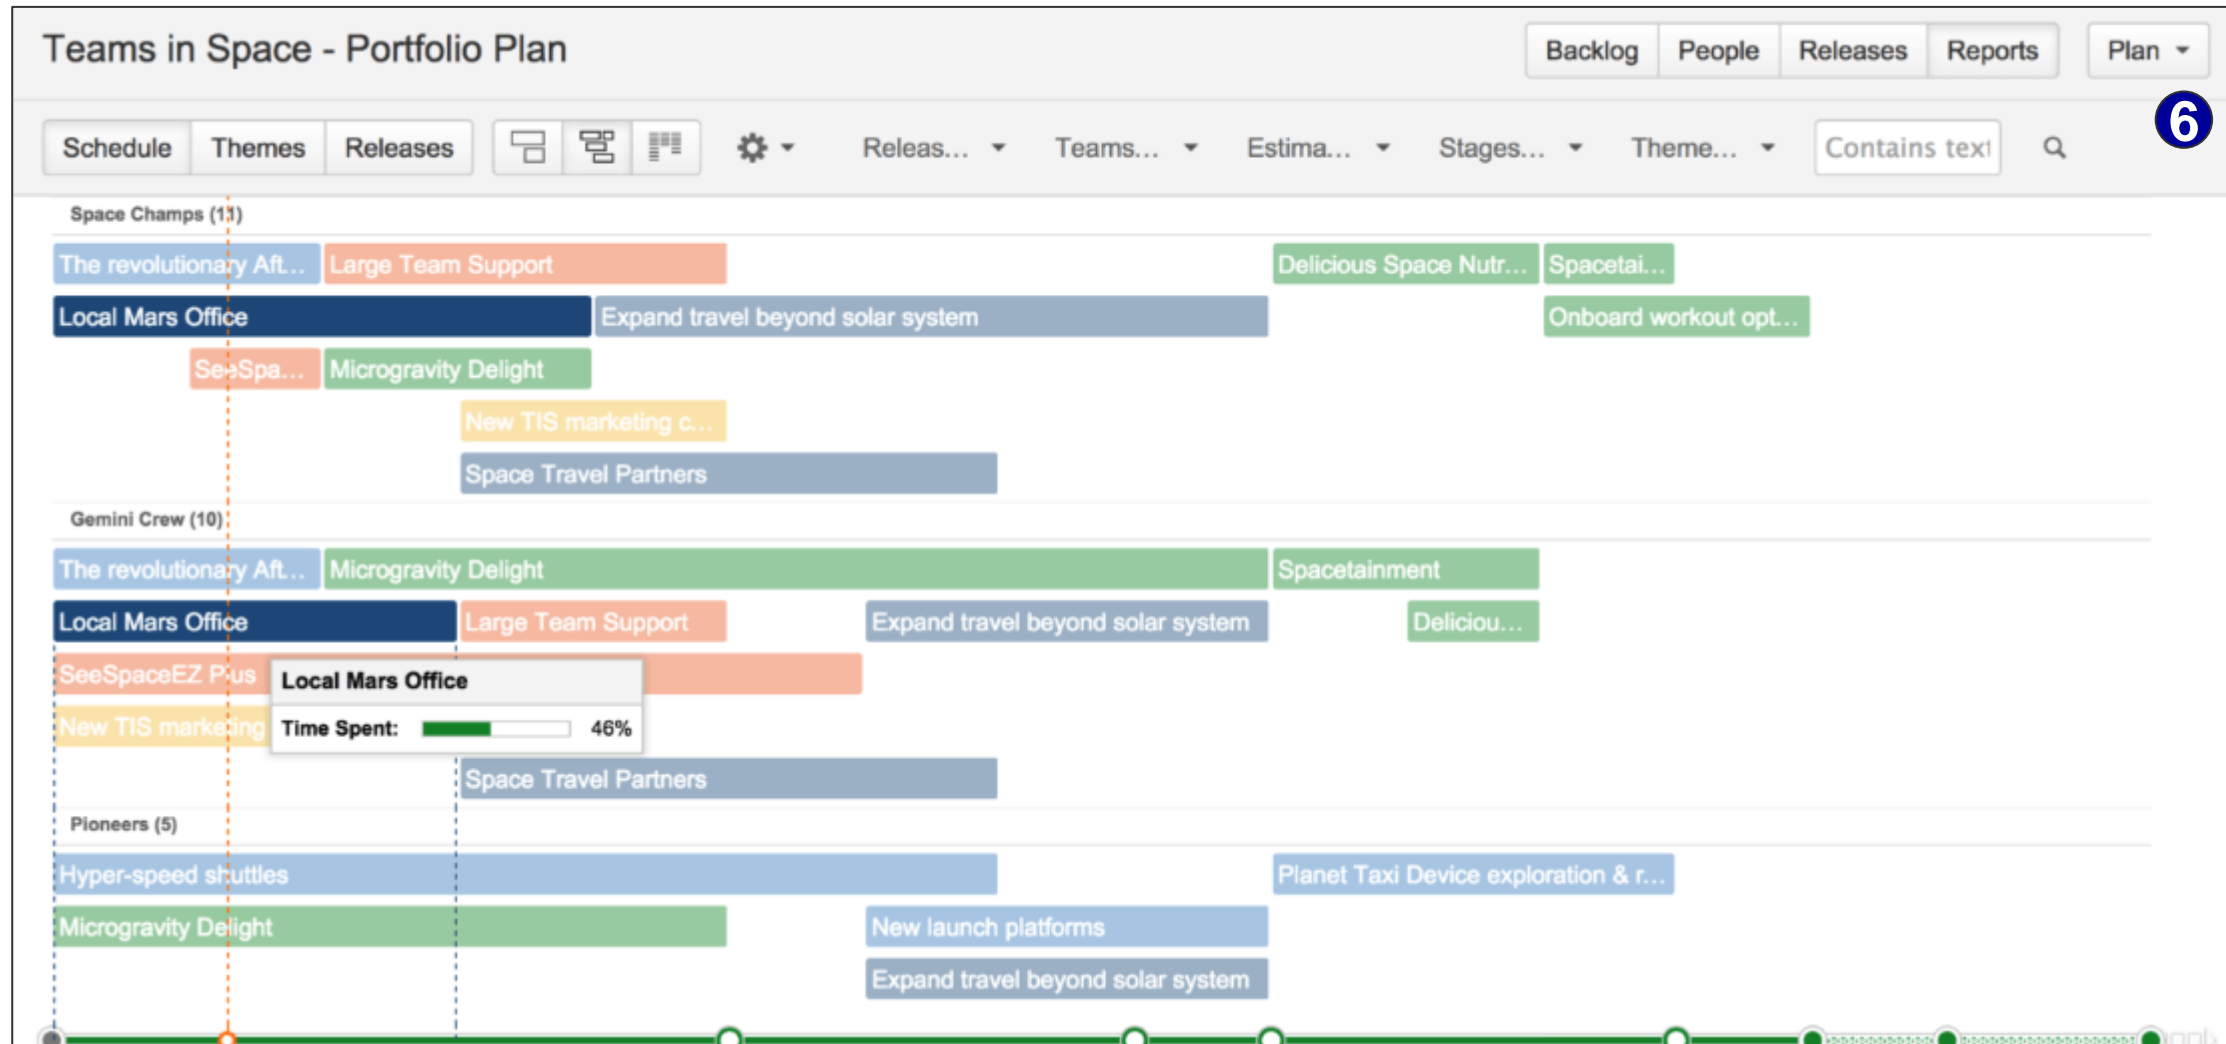 Teams in Space - Portfolio Plan
Backlog People Releases Reports Plan
6
Schedule Themes Releases Releas... Teams... Estima... Stages... Theme... Contains text
Space Champs (11)
The revolutionary Aft... Large Team Support Delicious Space Nutr... Spacetai...
Local Mars Office Expand travel beyond solar system Onboard workout opt...
SeeSpa... Microgravity Delight
New TIS marketing c...
Space Travel Partners
Gemini Crew (10)
The revolutionary Aft... Microgravity Delight Spacetainment
Local Mars Office Large Team Support Expand travel beyond solar system Deliciou...
SeeSpaceEZ Plus
Local Mars Office
New TIS marketing
Time Spent: 46%
Space Travel Partners
Pioneers (5)
Hyper-speed shuttles Planet Taxi Device exploration & r...
Microgravity Delight New launch platforms
Expand travel beyond solar system